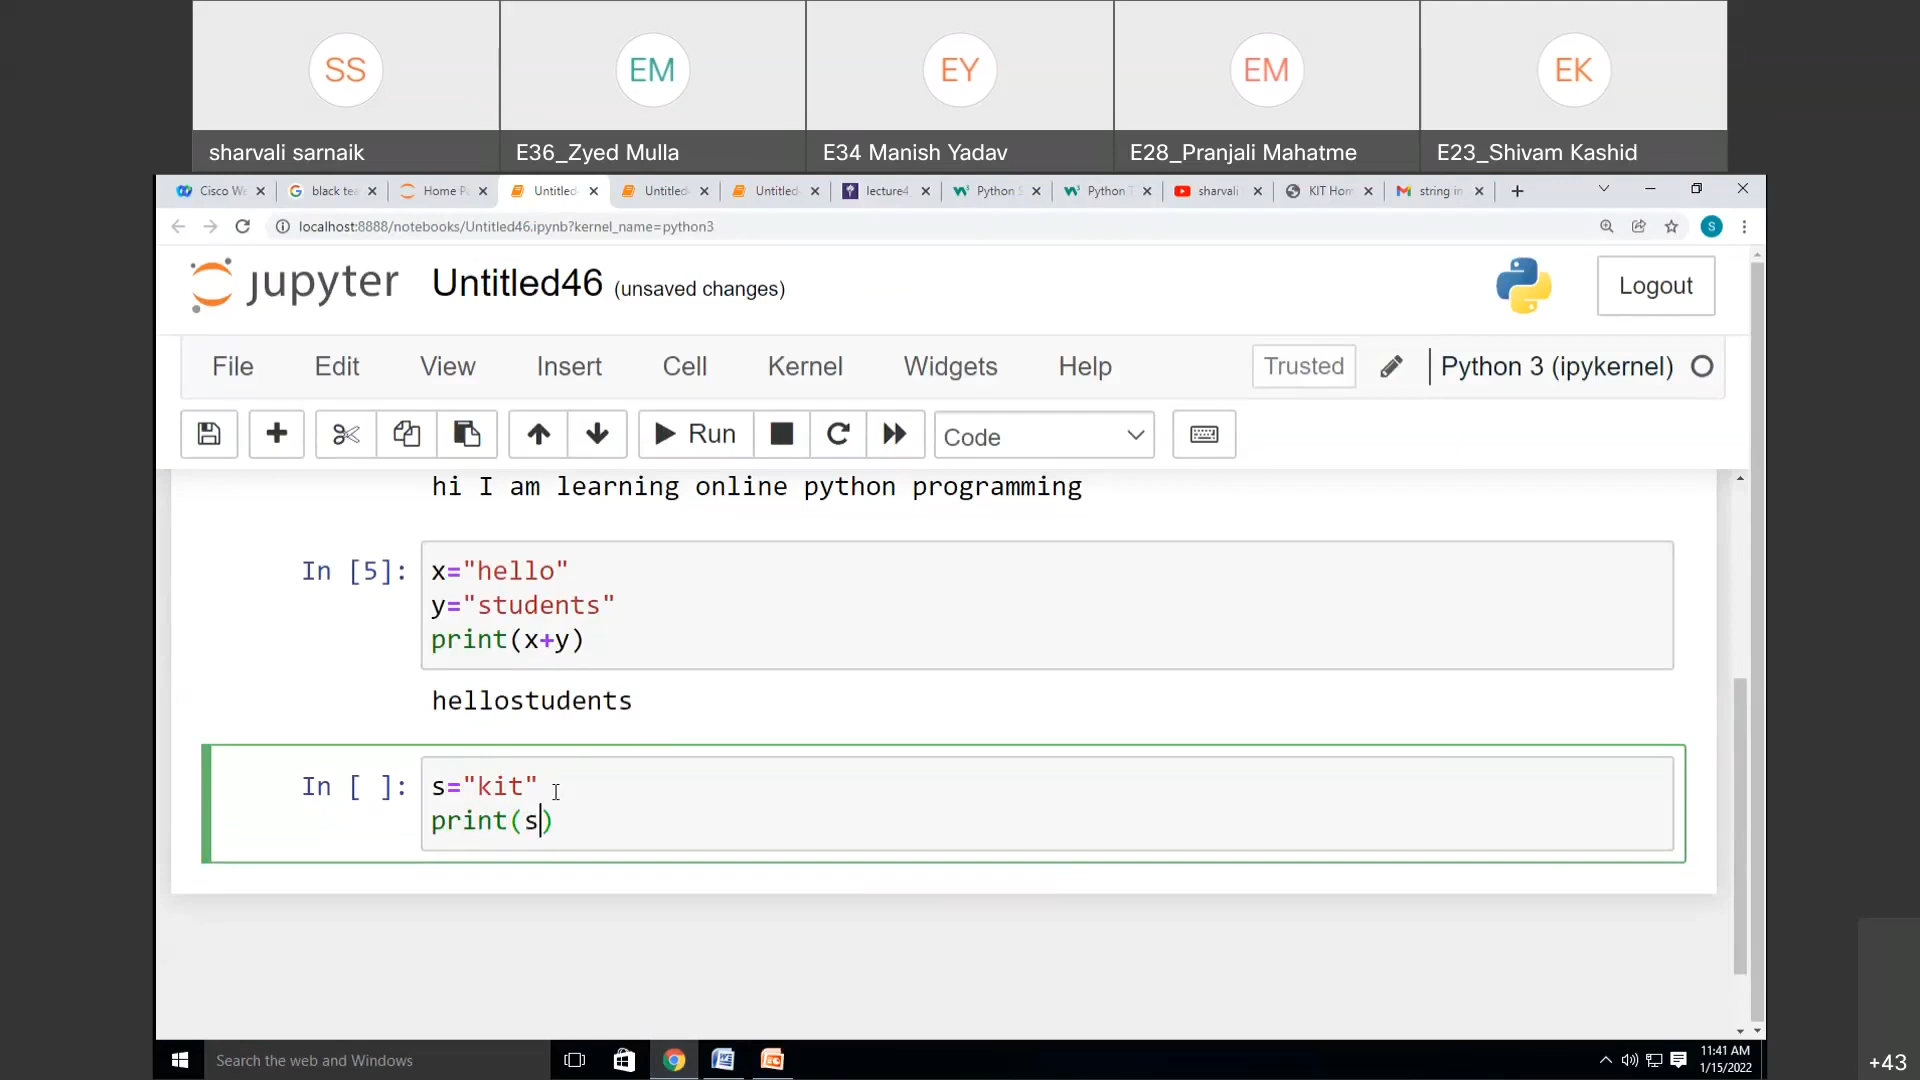 SS EM EY EM EK
sharvali sarnaik E36_Zyed Mulla E34 Manish Yadav E28_Pranjali Mahatme E23_Shivam Kashid
Cisco We black tea Home Pa Untitled Untitled Untitled lecture4_ Python S Python T sharvali KIT Hom string in
localhost:8888/notebooks/Untitled46.ipynb?kernel_name=python3 S
jupyter Untitled46 (unsaved changes) Logout
File Edit View Insert Cell Kernel Widgets Help Trusted Python 3 (ipykernel)
Run Code
hi I am learning online python programming
In [5]: x="hello"
y="students"
print(x+y)
hellostudents
In [ ]: s="kit"
print(s)
Search the web and Windows
11:41 AM
1/15/2022
+43